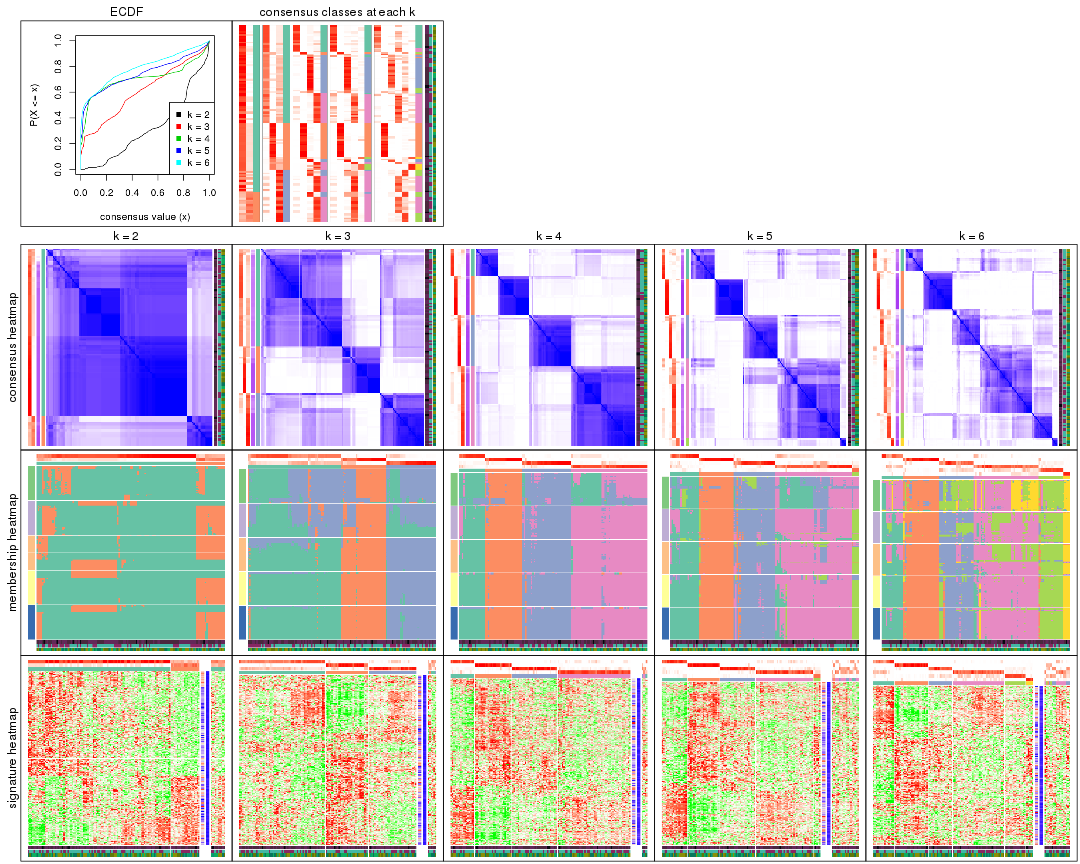 ECDF
consensus classes at each k
P(X <= x)
0.0 0.2 0.4 0.6 0.8 1.0
k = 2
k = 3
k = 4
k = 5
k = 6
0.0 0.2 0.4 0.6 0.8 1.0
consensus value (x)
k = 2
k = 3
k = 4
k = 5
k = 6
consensus heatmap
membership heatmap
signature heatmap